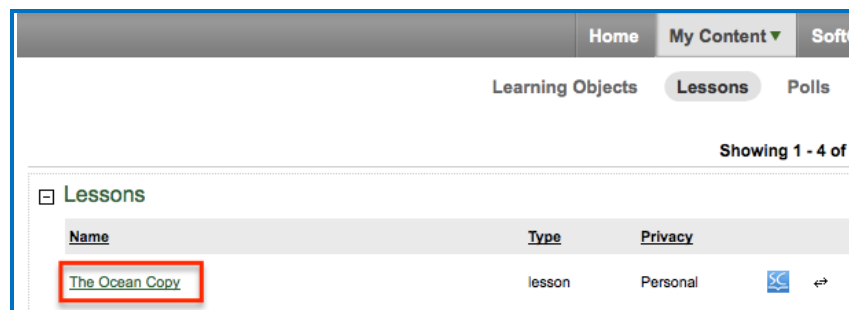 Home My Content▼ Soft
Learning Objects Lessons Polls
Showing 1 - 4 of
Lessons
Name Type Privacy
The Ocean Copy lesson Personal SC